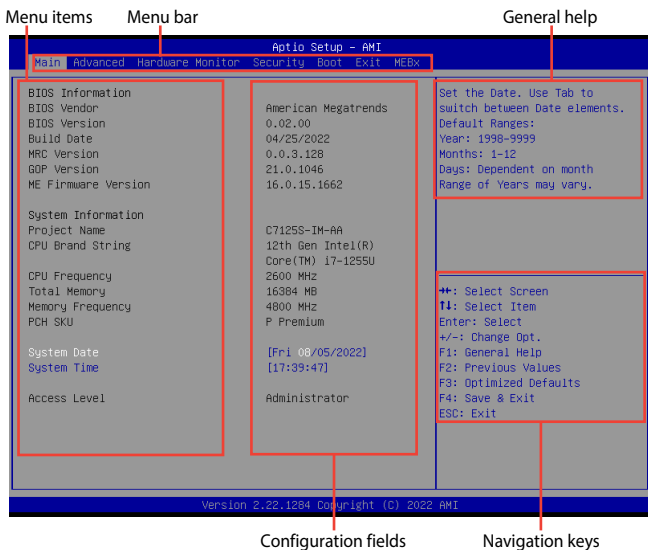 Menu items Menu bar General help
Aptio Setup - AMI
Main Advanced Hardware Monitor Security Boot Exit MEBx
BIOS Information
BIOS Vendor American Megatrends
BIOS Version 0.02.00
Build Date 04/25/2022
MRC Version 0.0.3.128
GOP Version 21.0.1046
ME Firmware Version 16.0.15.1662
System Information
Project Name C7125S-IM-AA
CPU Brand String 12th Gen Intel(R)
Core(TM) i7-1255U
CPU Frequency 2600 MHz
Total Memory 16384 MB
Memory Frequency 4800 MHz
PCH SKU P Premium
System Date [Fri 08/05/2022]
System Time [17:39:47]
Access Level Administrator
Set the Date. Use Tab to
switch between Date elements.
Default Ranges:
Year: 1998-9999
Months: 1-12
Days: Dependent on month
Range of Years may vary.
→←: Select Screen
↑↓: Select Item
Enter: Select
+/-: Change Opt.
F1: General Help
F2: Previous Values
F3: Optimized Defaults
F4: Save & Exit
ESC: Exit
Version 2.22.1284 Copyright (C) 2022 AMI
Configuration fields Navigation keys